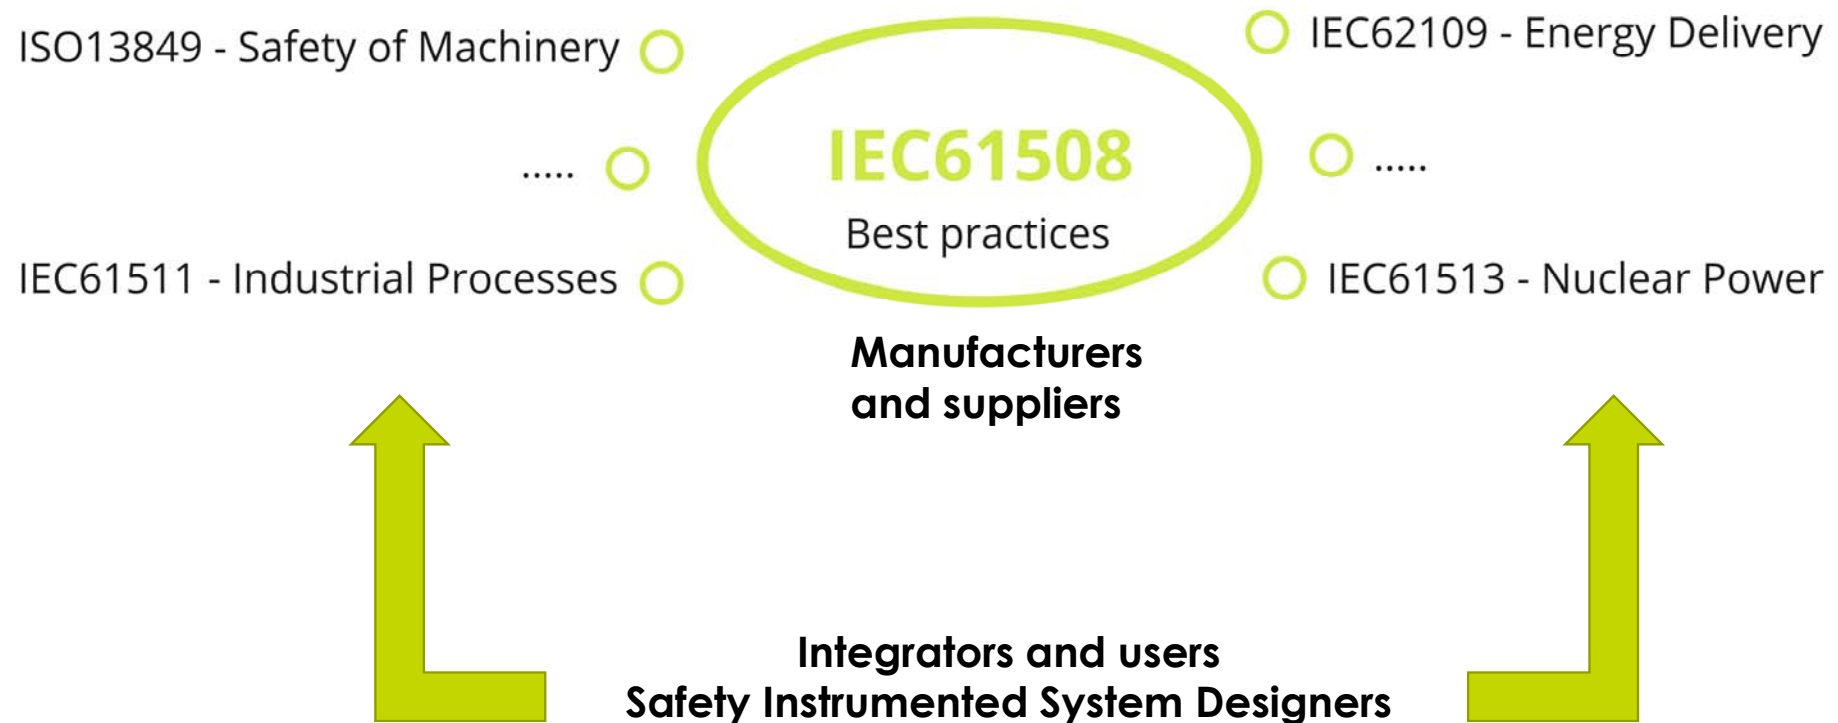 ISO13849 - Safety of Machinery
.....
IEC61511 - Industrial Processes
IEC61508
Best practices
Manufacturers
and suppliers
IEC62109 - Energy Delivery
.....
IEC61513 - Nuclear Power
Integrators and users
Safety Instrumented System Designers